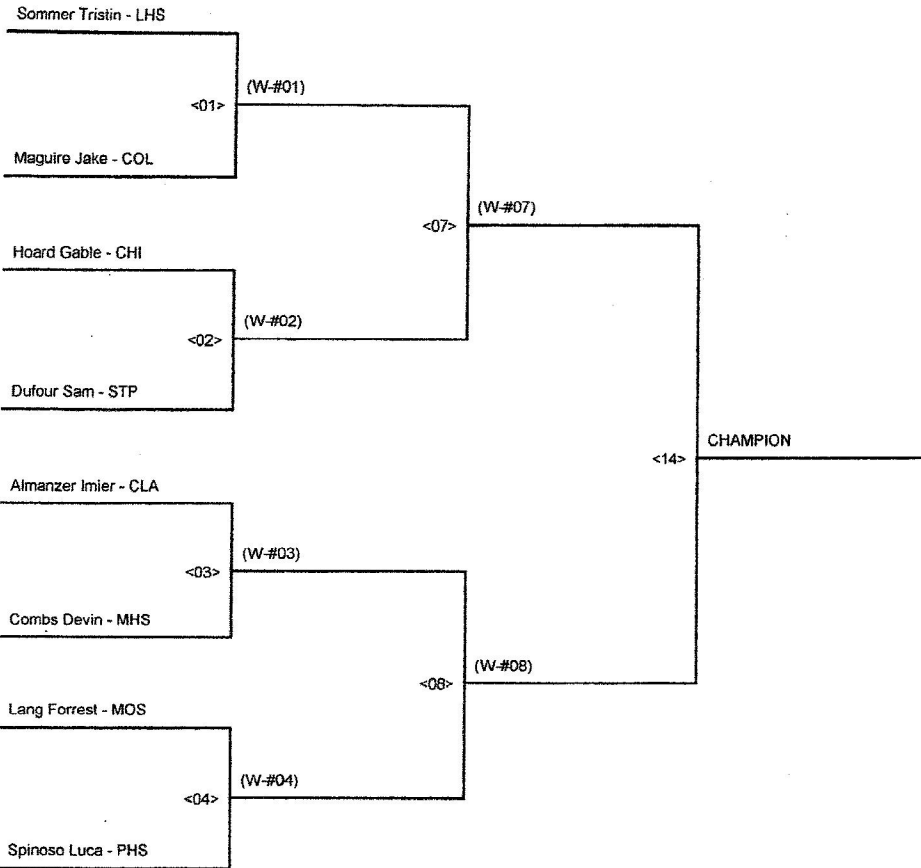 Sommer Tristin - LHS
(W-#01)
<01>
Maguire Jake - COL
(W-#07)
<07>
Hoard Gable - CHI
(W-#02)
<02>
Dufour Sam - STP
CHAMPION
<14>
Almanzer Imier - CLA
(W-#03)
<03>
Combs Devin - MHS
(W-#08)
<08>
Lang Forrest - MOS
(W-#04)
<04>
Spinoso Luca - PHS